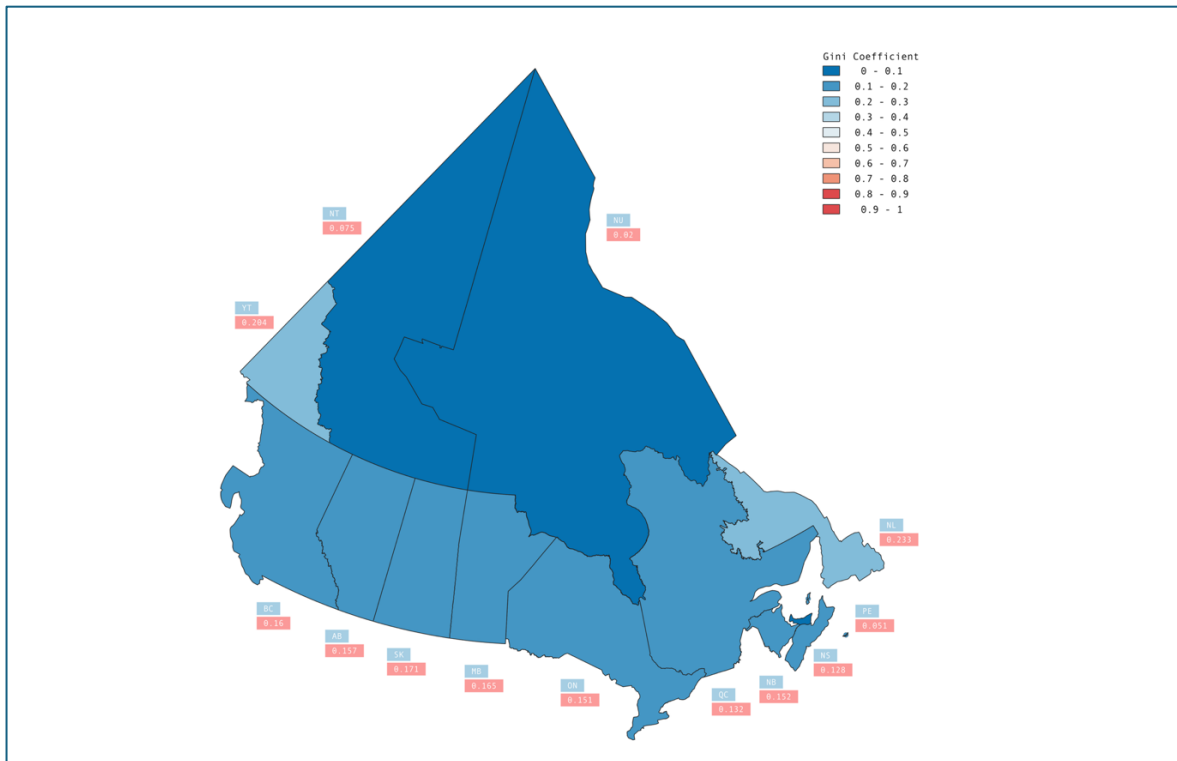 Gini Coefficient
0 - 0.1
0.1 - 0.2
0.2 - 0.3
0.3 - 0.4
0.4 - 0.5
0.5 - 0.6
0.6 - 0.7
0.7 - 0.8
0.8 - 0.9
0.9 - 1
NT
0.075
NU
0.02
YT
0.204
NL
0.233
BC
0.16
AB
0.157
SK
0.171
MB
0.165
ON
0.151
QC
0.132
NB
0.152
NS
0.128
PE
0.051